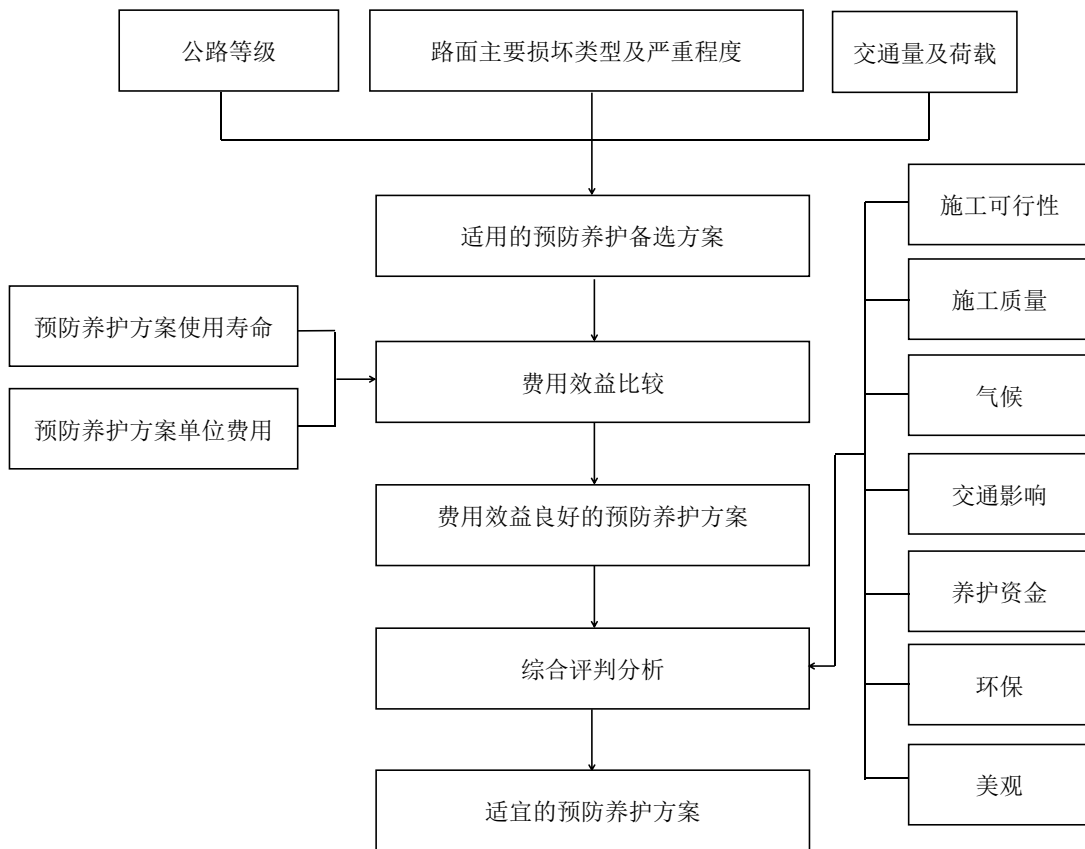 公路等级
路面主要损坏类型及严重程度
交通量及荷载
适用的预防养护备选方案
预防养护方案使用寿命
预防养护方案单位费用
费用效益比较
费用效益良好的预防养护方案
综合评判分析
适宜的预防养护方案
施工可行性
施工质量
气候
交通影响
养护资金
环保
美观